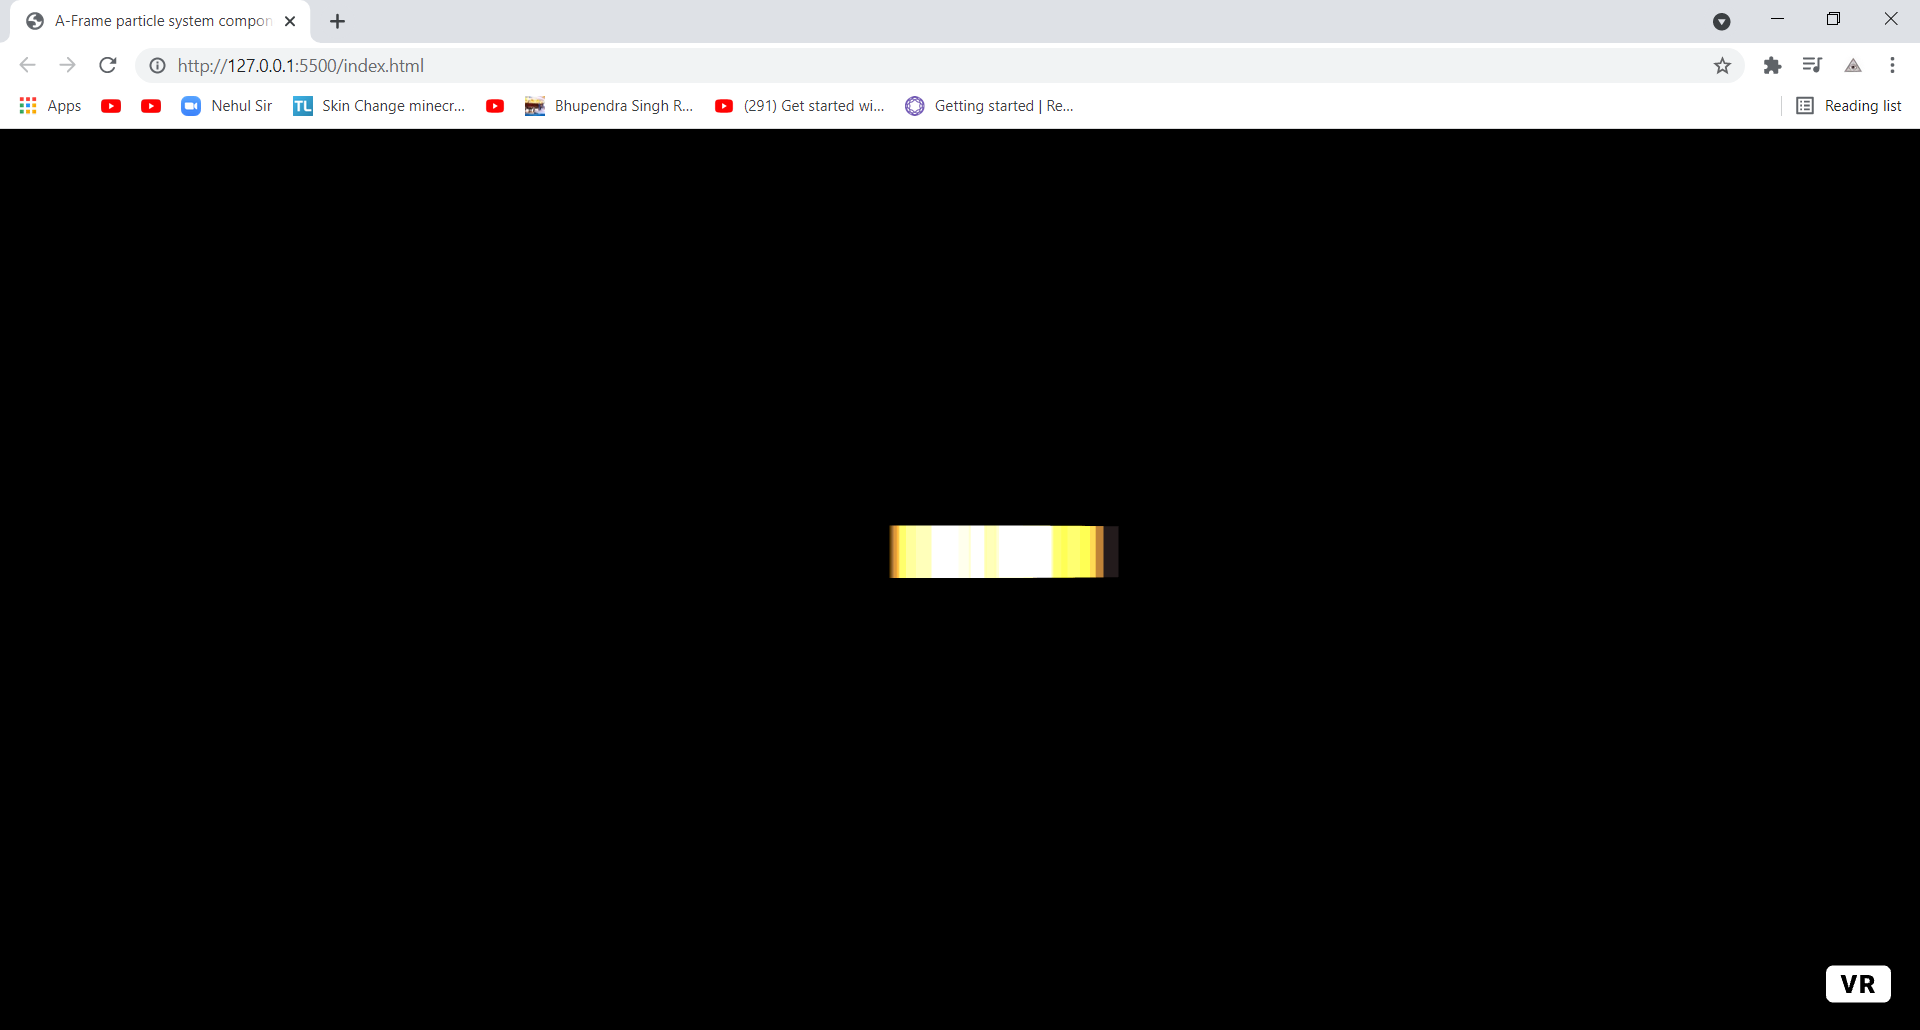 A-Frame particle system compon
http://127.0.0.1:5500/index.html
Apps Nehul Sir TL Skin Change minecr... Bhupendra Singh R... (291) Get started wi... Getting started | Re... Reading list
VR